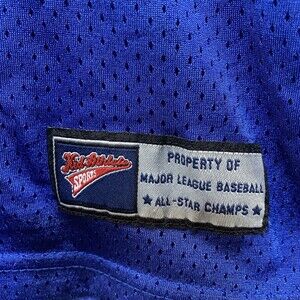 SPORTS
PROPERTY OF
MAJOR LEAGUE BASEBALL
★ ALL-STAR CHAMPS ★